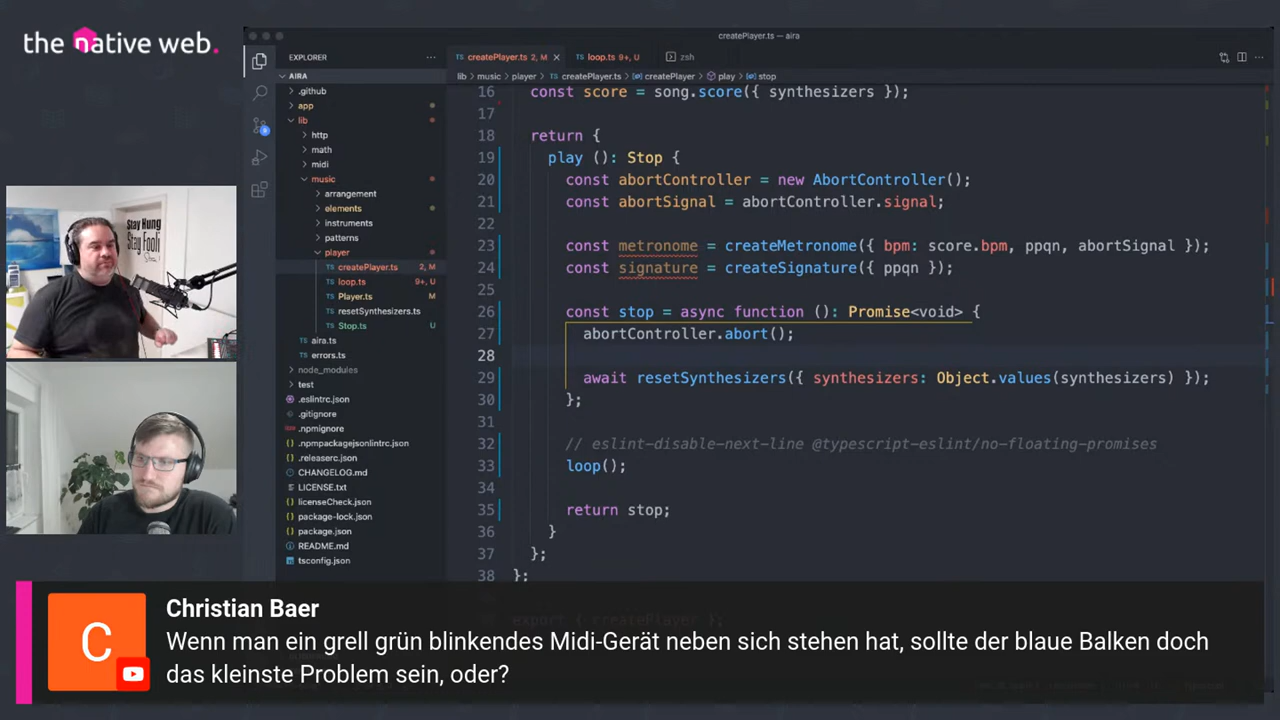 the native web.
createPlayer.ts — aira
EXPLORER
createPlayer.ts 2, M
loop.ts 9+, U
zsh
AIRA
lib > music > player > createPlayer.ts > createPlayer > play > stop
.github
app
lib
http
math
midi
music
arrangement
elements
instruments
patterns
player
createPlayer.ts 2, M
loop.ts 9+, U
Player.ts M
resetSynthesizers.ts
Stop.ts U
aira.ts
errors.ts
node_modules
test
.eslintrc.json
.gitignore
.npmignore
.npmpackagejsonlintrc.json
.releaserc.json
CHANGELOG.md
LICENSE.txt
licenseCheck.json
package-lock.json
package.json
README.md
tsconfig.json
16 const score = song.score({ synthesizers });
17
18 return {
19 play (): Stop {
20 const abortController = new AbortController();
21 const abortSignal = abortController.signal;
22
23 const metronome = createMetronome({ bpm: score.bpm, ppqn, abortSignal });
24 const signature = createSignature({ ppqn });
25
26 const stop = async function (): Promise<void> {
27 abortController.abort();
28
29 await resetSynthesizers({ synthesizers: Object.values(synthesizers) });
30 };
31
32 // eslint-disable-next-line @typescript-eslint/no-floating-promises
33 loop();
34
35 return stop;
36 }
37 };
38 };
export { createPlayer };
Stay Hung
Stay Fooli
C
Christian Baer
Wenn man ein grell grün blinkendes Midi-Gerät neben sich stehen hat, sollte der blaue Balken doch
das kleinste Problem sein, oder?